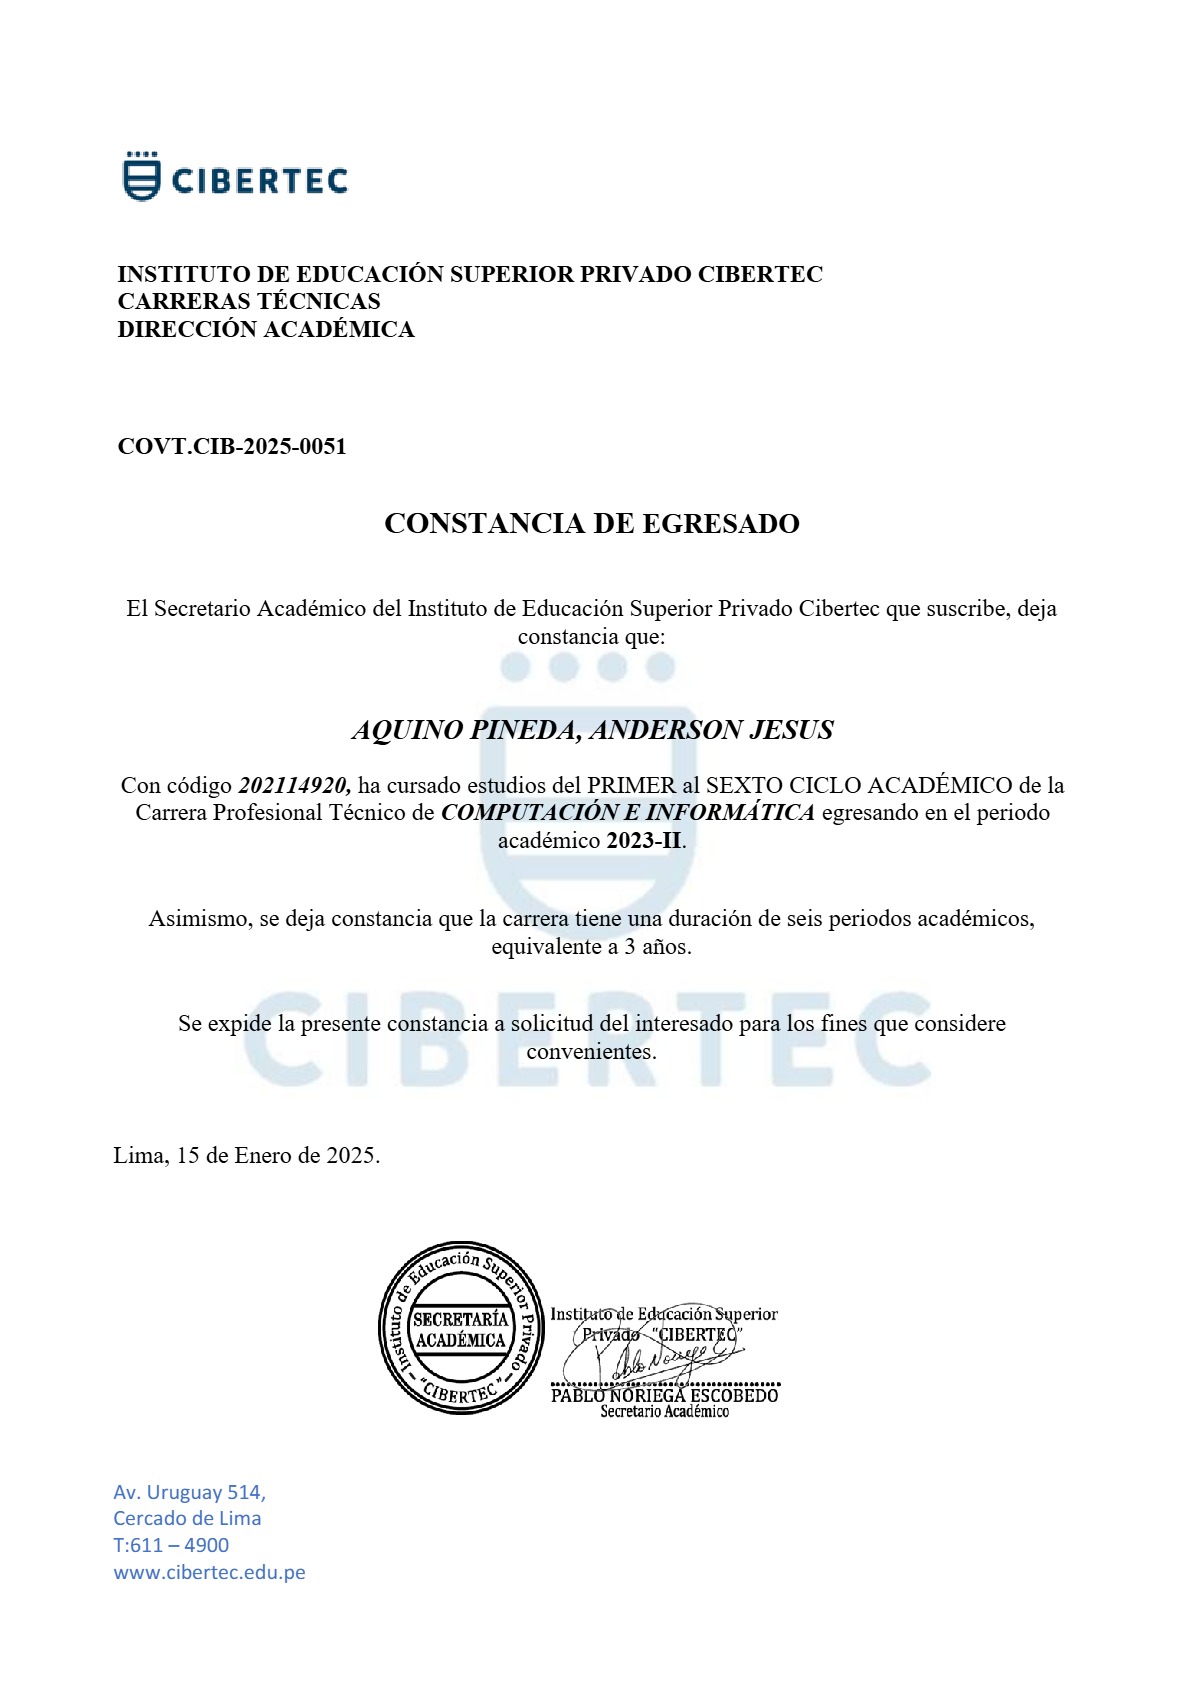 CIBERTEC
INSTITUTO DE EDUCACIÓN SUPERIOR PRIVADO CIBERTEC
CARRERAS TÉCNICAS
DIRECCIÓN ACADÉMICA
COVT.CIB-2025-0051
CONSTANCIA DE EGRESADO
El Secretario Académico del Instituto de Educación Superior Privado Cibertec que suscribe, deja
constancia que:
AQUINO PINEDA, ANDERSON JESUS
Con código 202114920, ha cursado estudios del PRIMER al SEXTO CICLO ACADÉMICO de la
Carrera Profesional Técnico de COMPUTACIÓN E INFORMÁTICA egresando en el periodo
académico 2023-II.
Asimismo, se deja constancia que la carrera tiene una duración de seis periodos académicos,
equivalente a 3 años.
CIBERTEC
Se expide la presente constancia a solicitud del interesado para los fines que considere
convenientes.
Lima, 15 de Enero de 2025.
Instituto de Educación Superior Privado
SECRETARÍA
ACADÉMICA
"CIBERTEC"
Instituto de Educación Superior
Privado "CIBERTEC"
Pablo Noriega E
PABLO NORIEGA ESCOBEDO
Secretario Académico
Av. Uruguay 514,
Cercado de Lima
T:611 – 4900
www.cibertec.edu.pe